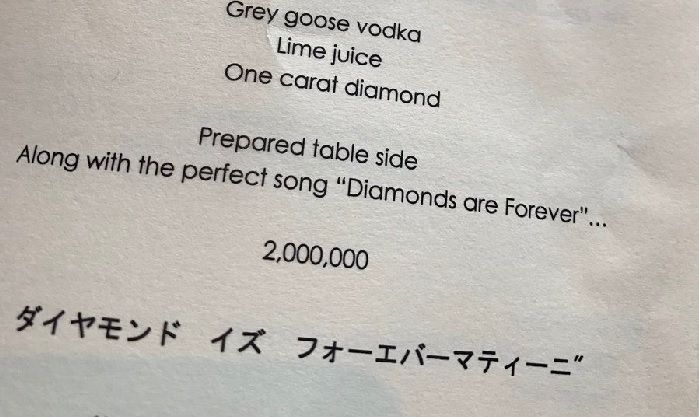 Grey goose vodka
Lime juice
One carat diamond
Prepared table side
Along with the perfect song “Diamonds are Forever"...
2,000,000
ダイヤモンド　イズ　フォーエバーマティーニ”